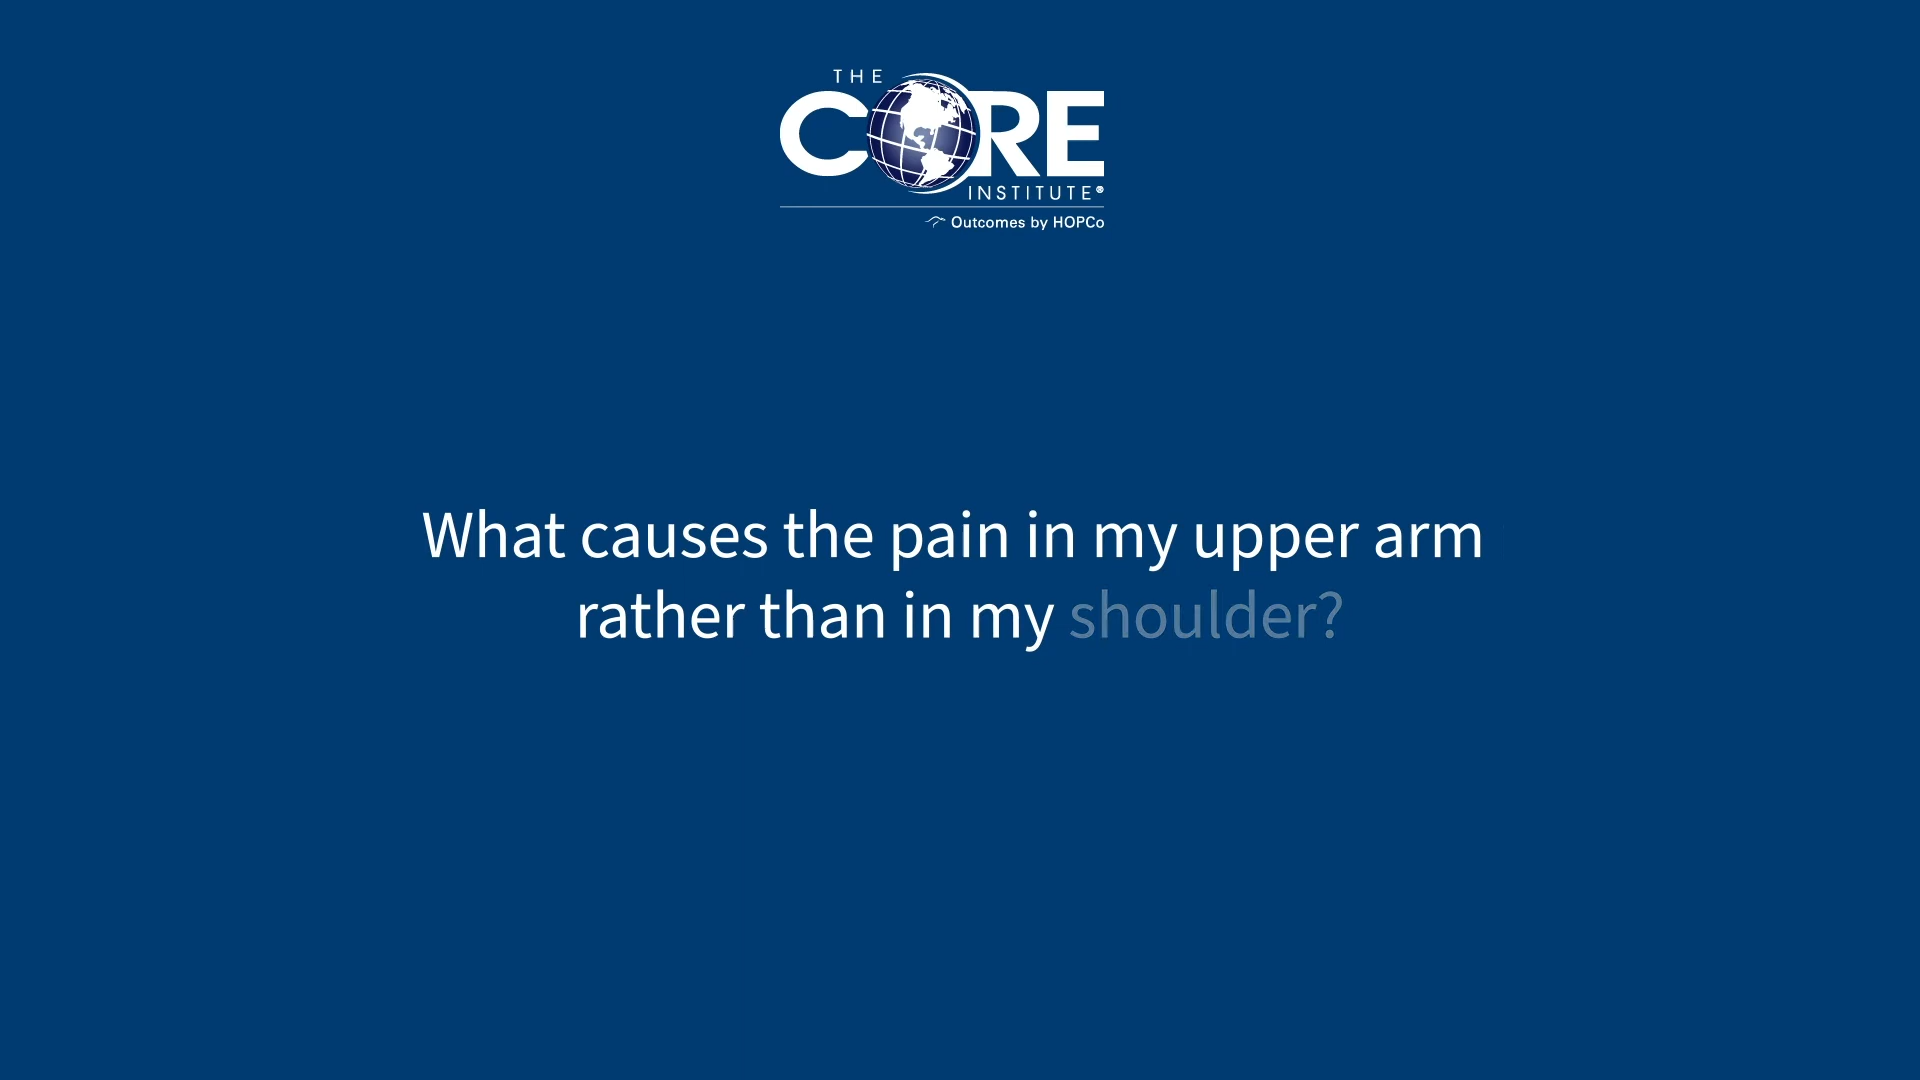 THE
CORE
INSTITUTE®
Outcomes by HOPCo
What causes the pain in my upper arm
rather than in my shoulder?